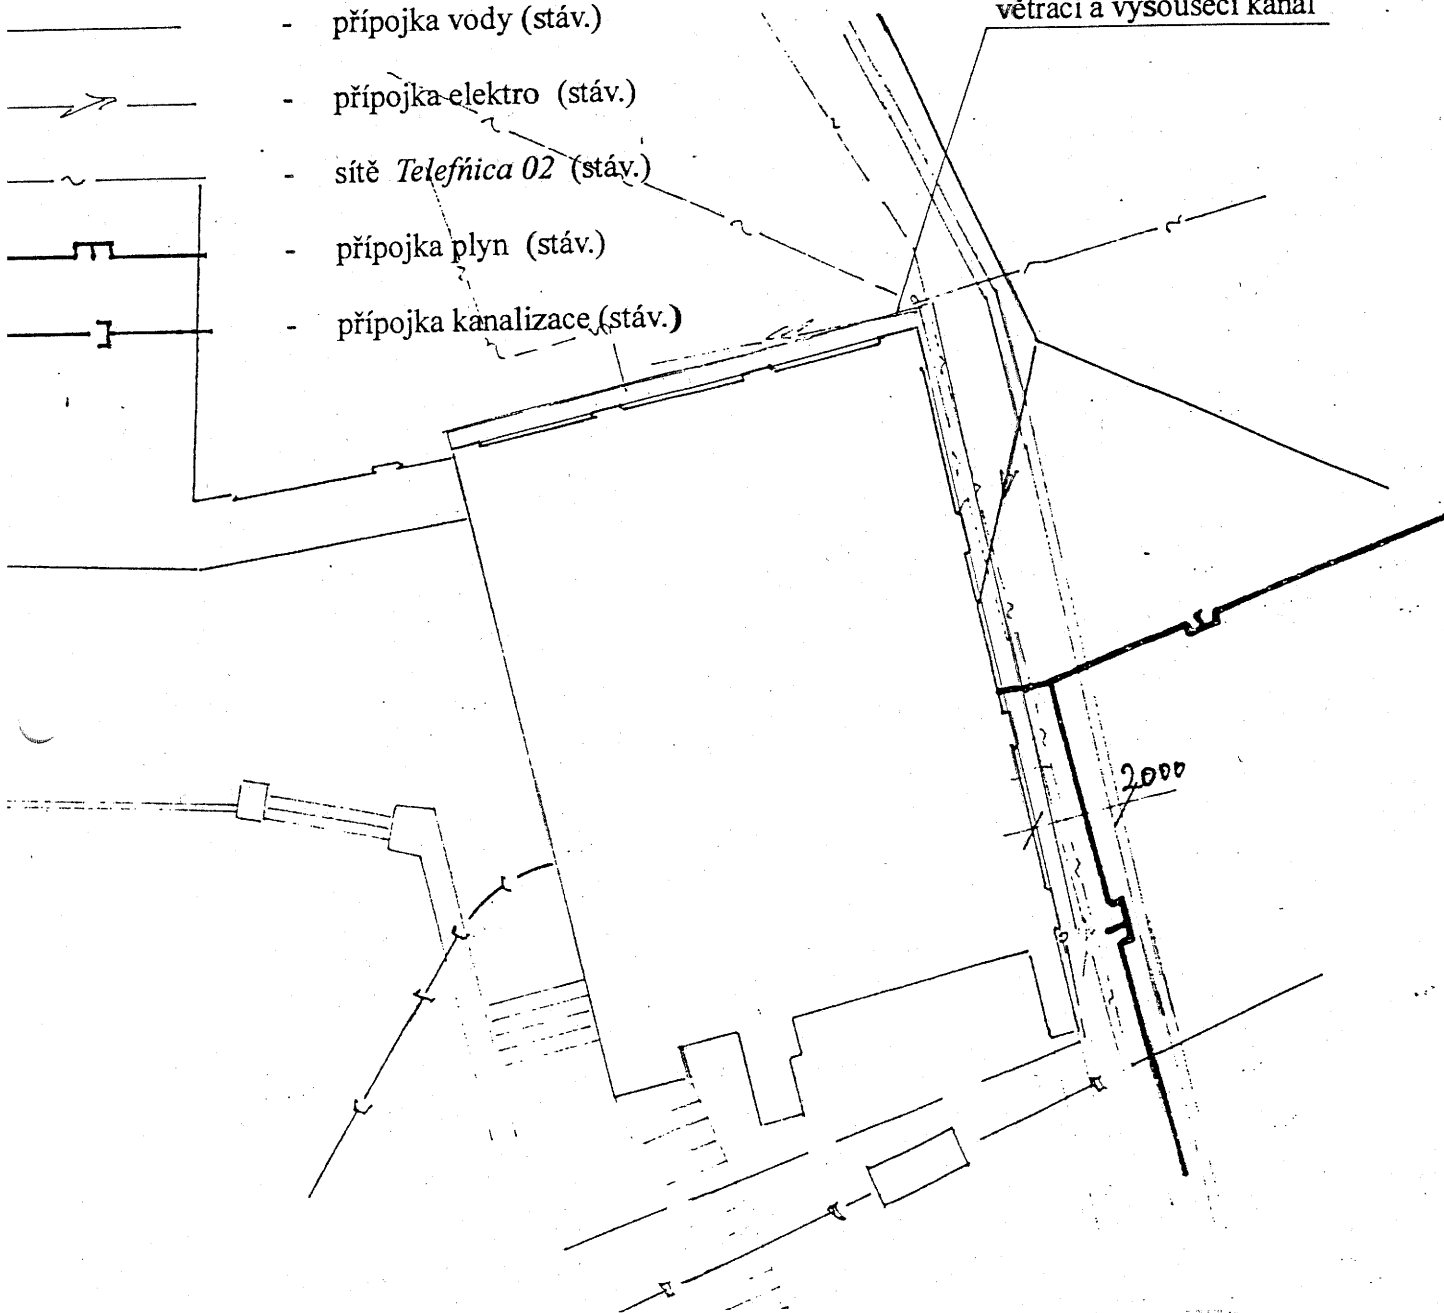 - přípojka vody (stáv.)
větrací a vysoušecí kanál
- přípojka elektro (stáv.)
- sítě Telefńica 02 (stáv.)
- přípojka plyn (stáv.)
- přípojka kanalizace (stáv.)
2000